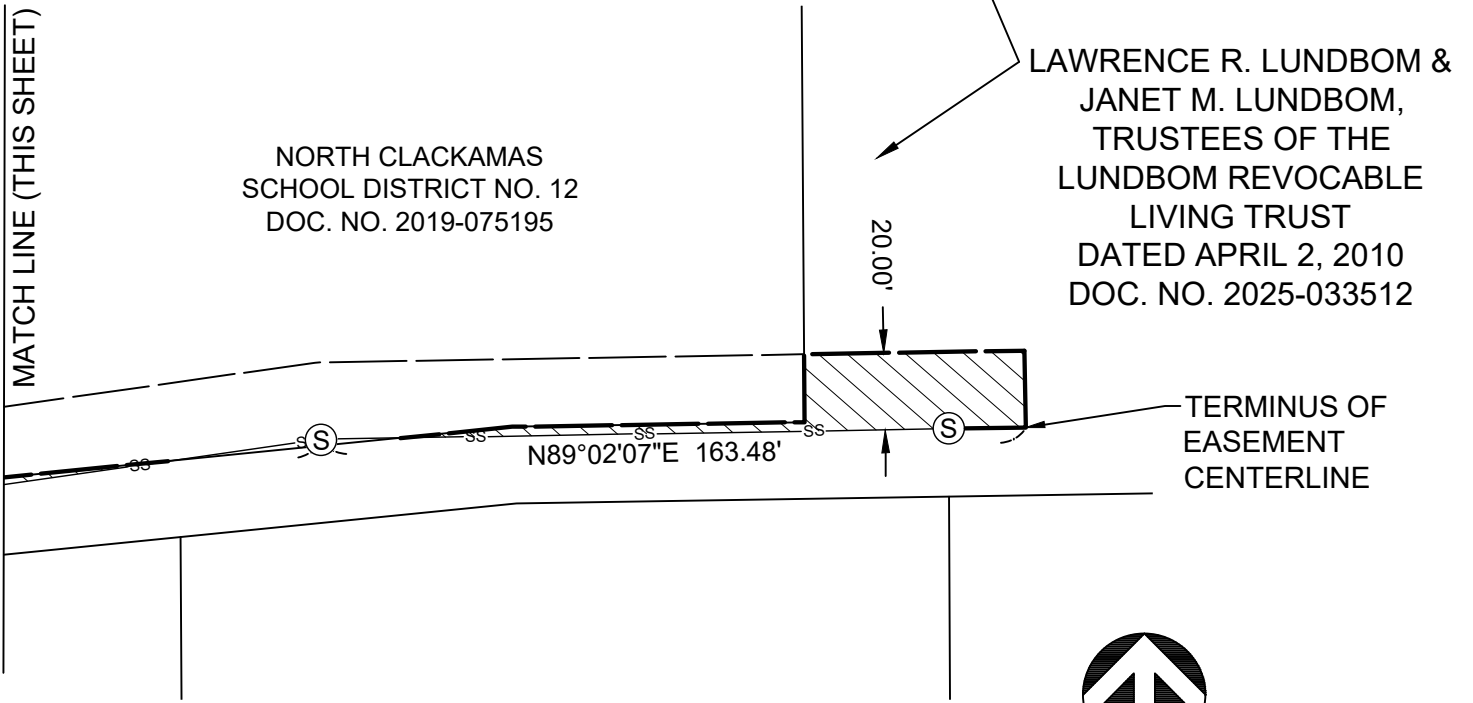 MATCH LINE (THIS SHEET)
NORTH CLACKAMAS
SCHOOL DISTRICT NO. 12
DOC. NO. 2019-075195
LAWRENCE R. LUNDBOM &
JANET M. LUNDBOM,
TRUSTEES OF THE
LUNDBOM REVOCABLE
LIVING TRUST
DATED APRIL 2, 2010
DOC. NO. 2025-033512
20.00'
SS
S
SS
SS
SS
S
N89°02'07"E 163.48'
SS
TERMINUS OF
EASEMENT
CENTERLINE